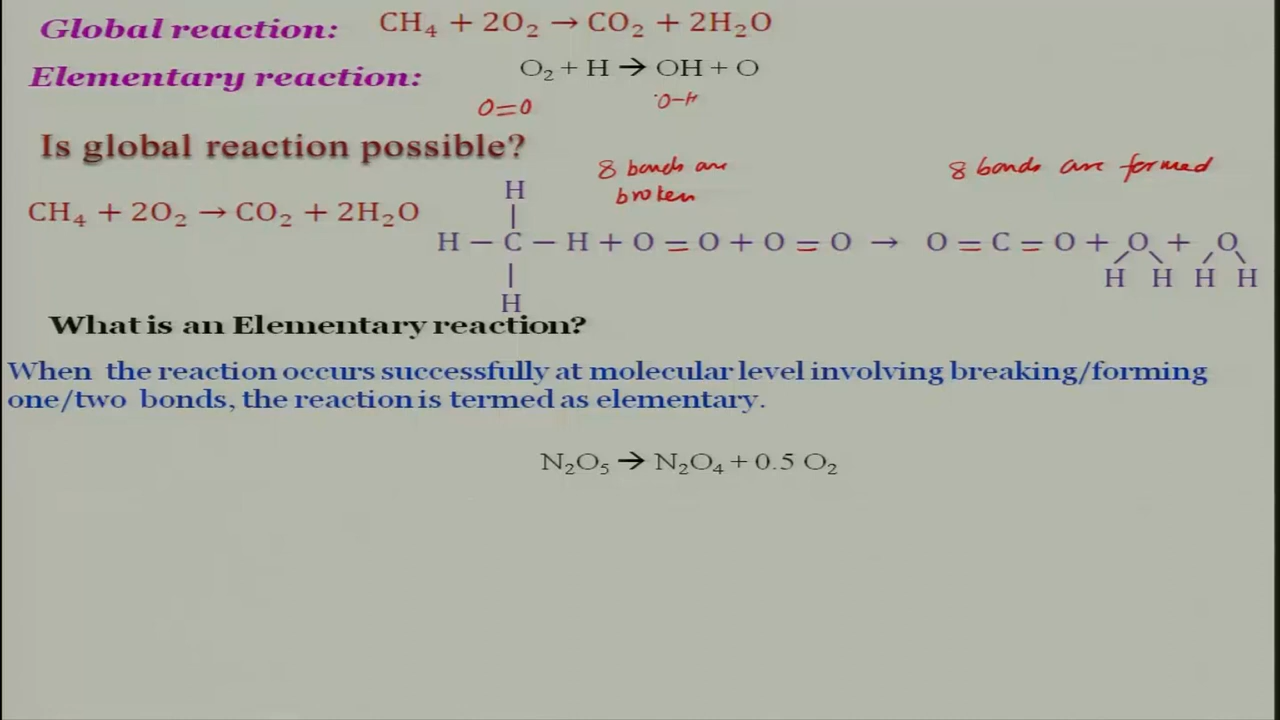 Global reaction: CH₄ + 2O₂ → CO₂ + 2H₂O
Elementary reaction: O₂ + H → OH + O
O=O ·O-H
Is global reaction possible?
8 bonds are broken
8 bonds are formed
CH₄ + 2O₂ → CO₂ + 2H₂O
H
|
H − C − H + O = O + O = O → O = C = O + O + O
| / \ / \
H H H H H
What is an Elementary reaction?
When the reaction occurs successfully at molecular level involving breaking/forming
one/two bonds, the reaction is termed as elementary.
N₂O₅ → N₂O₄ + 0.5 O₂